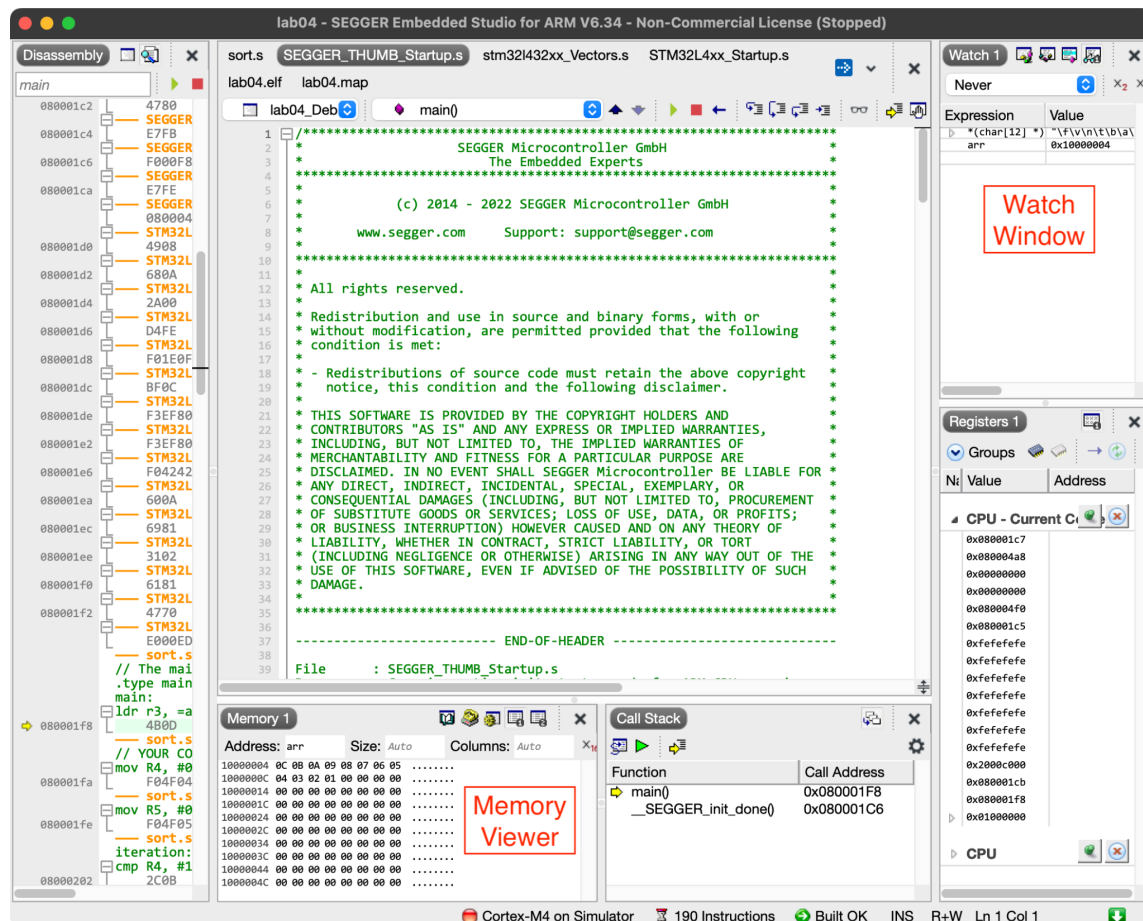 lab04 - SEGGER Embedded Studio for ARM V6.34 - Non-Commercial License (Stopped)
Disassembly
main
080001c2 4780
SEGGER
080001c4 E7FB
SEGGER
080001c6 F000F8
SEGGER
080001ca E7FE
SEGGER
080004
STM32L
080001d0 4908
STM32L
080001d2 680A
STM32L
080001d4 2A00
STM32L
080001d6 D4FE
STM32L
080001d8 F01E0F
STM32L
080001dc BF0C
STM32L
080001de F3EF80
STM32L
080001e2 F3EF80
STM32L
080001e6 F04242
STM32L
080001ea 600A
STM32L
080001ec 6981
STM32L
080001ee 3102
STM32L
080001f0 6181
STM32L
080001f2 4770
STM32L
E000ED
sort.s
// The mai
.type main
main:
ldr r3, =a
080001f8 4B0D
sort.s
// YOUR CO
mov R4, #0
080001fa F04F04
sort.s
mov R5, #0
080001fe F04F05
sort.s
iteration:
cmp R4, #1
08000202 2C0B
sort.s SEGGER_THUMB_Startup.s stm32l432xx_Vectors.s STM32L4xx_Startup.s
lab04.elf lab04.map
lab04_Deb main()
1 /*********************************************************************
2 * SEGGER Microcontroller GmbH *
3 * The Embedded Experts *
4 **********************************************************************
5 * *
6 * (c) 2014 - 2022 SEGGER Microcontroller GmbH *
7 * *
8 * www.segger.com Support: support@segger.com *
9 * *
10 **********************************************************************
11 * *
12 * All rights reserved. *
13 * *
14 * Redistribution and use in source and binary forms, with or *
15 * without modification, are permitted provided that the following *
16 * condition is met: *
17 * *
18 * - Redistributions of source code must retain the above copyright *
19 * notice, this condition and the following disclaimer. *
20 * *
21 * THIS SOFTWARE IS PROVIDED BY THE COPYRIGHT HOLDERS AND *
22 * CONTRIBUTORS "AS IS" AND ANY EXPRESS OR IMPLIED WARRANTIES, *
23 * INCLUDING, BUT NOT LIMITED TO, THE IMPLIED WARRANTIES OF *
24 * MERCHANTABILITY AND FITNESS FOR A PARTICULAR PURPOSE ARE *
25 * DISCLAIMED. IN NO EVENT SHALL SEGGER Microcontroller BE LIABLE FOR *
26 * ANY DIRECT, INDIRECT, INCIDENTAL, SPECIAL, EXEMPLARY, OR *
27 * CONSEQUENTIAL DAMAGES (INCLUDING, BUT NOT LIMITED TO, PROCUREMENT *
28 * OF SUBSTITUTE GOODS OR SERVICES; LOSS OF USE, DATA, OR PROFITS; *
29 * OR BUSINESS INTERRUPTION) HOWEVER CAUSED AND ON ANY THEORY OF *
30 * LIABILITY, WHETHER IN CONTRACT, STRICT LIABILITY, OR TORT *
31 * (INCLUDING NEGLIGENCE OR OTHERWISE) ARISING IN ANY WAY OUT OF THE *
32 * USE OF THIS SOFTWARE, EVEN IF ADVISED OF THE POSSIBILITY OF SUCH *
33 * DAMAGE. *
34 * *
35 **********************************************************************
36
37 -------------------------- END-OF-HEADER -----------------------------
38
39 File : SEGGER_THUMB_Startup.s
Memory 1
Address: arr Size: Auto Columns: Auto
10000004 0C 0B 0A 09 08 07 06 05 ........
1000000C 04 03 02 01 00 00 00 00 ........
10000014 00 00 00 00 00 00 00 00 ........
1000001C 00 00 00 00 00 00 00 00 ........
10000024 00 00 00 00 00 00 00 00 ........
1000002C 00 00 00 00 00 00 00 00 ........
10000034 00 00 00 00 00 00 00 00 ........
1000003C 00 00 00 00 00 00 00 00 ........
10000044 00 00 00 00 00 00 00 00 ........
1000004C 00 00 00 00 00 00 00 00 ........
Memory
Viewer
Call Stack
Function Call Address
main() 0x080001F8
__SEGGER_init_done() 0x080001C6
Watch 1
Never
Expression Value
*(char[12] *) "\f\v\n\t\b\a\
arr 0x10000004
Watch
Window
Registers 1
Groups
Na Value Address
CPU - Current Co
0x080001c7
0x080004a8
0x00000000
0x00000000
0x080004f0
0x080001c5
0xfefefefe
0xfefefefe
0xfefefefe
0xfefefefe
0xfefefefe
0xfefefefe
0xfefefefe
0x2000c000
0x080001cb
0x080001f8
0x01000000
CPU
Cortex-M4 on Simulator 190 Instructions Built OK INS R+W Ln 1 Col 1